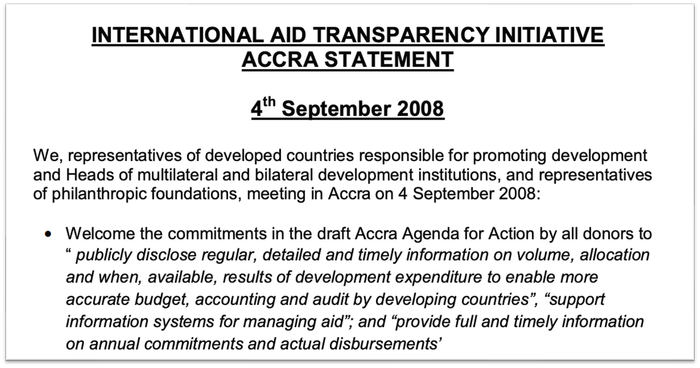 INTERNATIONAL AID TRANSPARENCY INITIATIVE
ACCRA STATEMENT
4th September 2008
We, representatives of developed countries responsible for promoting development
and Heads of multilateral and bilateral development institutions, and representatives
of philanthropic foundations, meeting in Accra on 4 September 2008:
• Welcome the commitments in the draft Accra Agenda for Action by all donors to
“ publicly disclose regular, detailed and timely information on volume, allocation
and when, available, results of development expenditure to enable more
accurate budget, accounting and audit by developing countries”, “support
information systems for managing aid”; and “provide full and timely information
on annual commitments and actual disbursements’